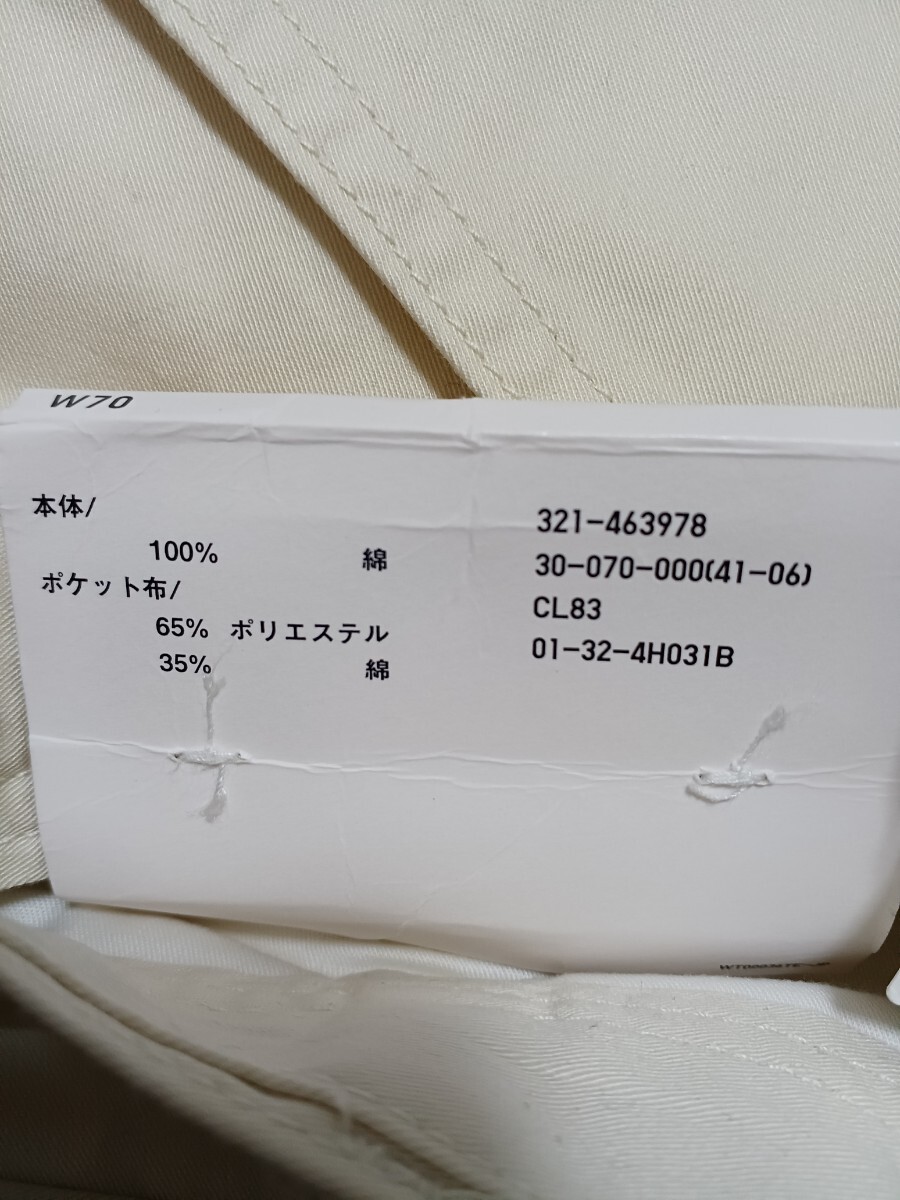 W70
本体/
100% 綿
ポケット布/
65% ポリエステル
35% 綿
321-463978
30-070-000(41-06)
CL83
01-32-4H031B